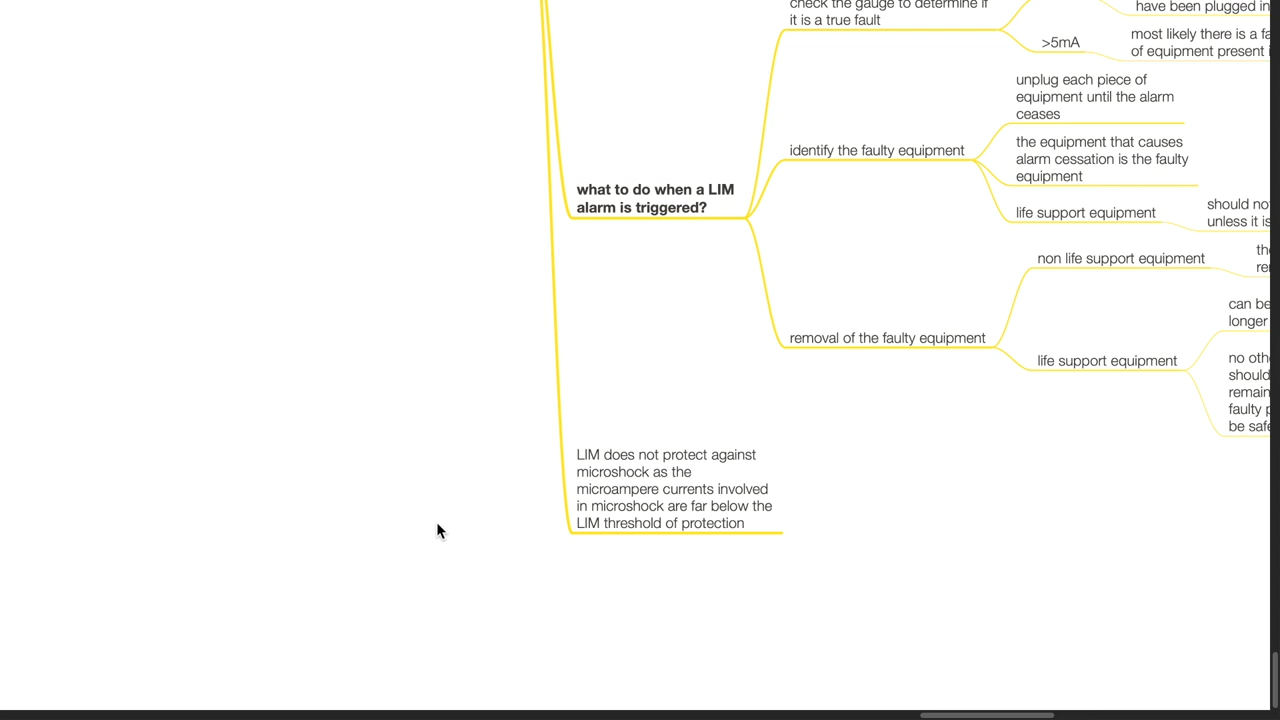 check the gauge to determine if
it is a true fault
have been plugged in
>5mA
most likely there is a
of equipment present
unplug each piece of
equipment until the alarm
ceases
identify the faulty equipment
the equipment that causes
alarm cessation is the faulty
equipment
life support equipment
should
unless it is
what to do when a LIM
alarm is triggered?
non life support equipment
removal of the faulty equipment
life support equipment
can be
longer
no
should
remain
faulty
be
LIM does not protect against
microshock as the
microampere currents involved
in microshock are far below the
LIM threshold of protection